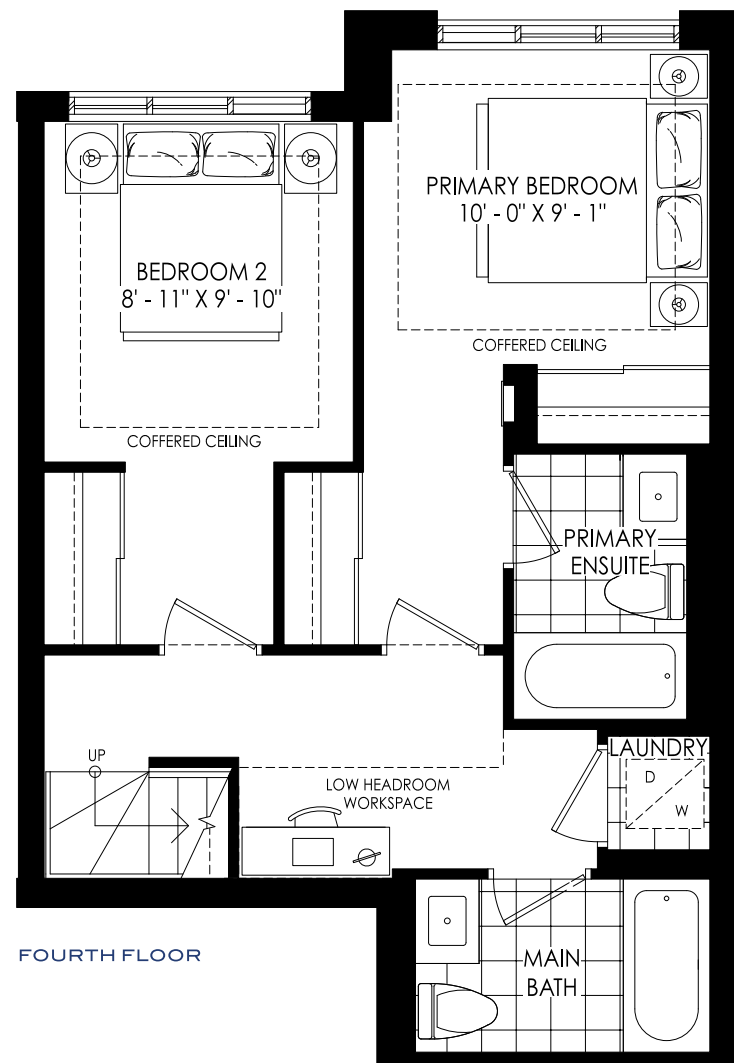 PRIMARY BEDROOM
10' - 0" X 9' - 1"
BEDROOM 2
8' - 11" X 9' - 10"
COFFERED CEILING
COFFERED CEILING
PRIMARY
ENSUITE
UP
LAUNDRY
D
W
LOW HEADROOM
WORKSPACE
FOURTH FLOOR
MAIN
BATH